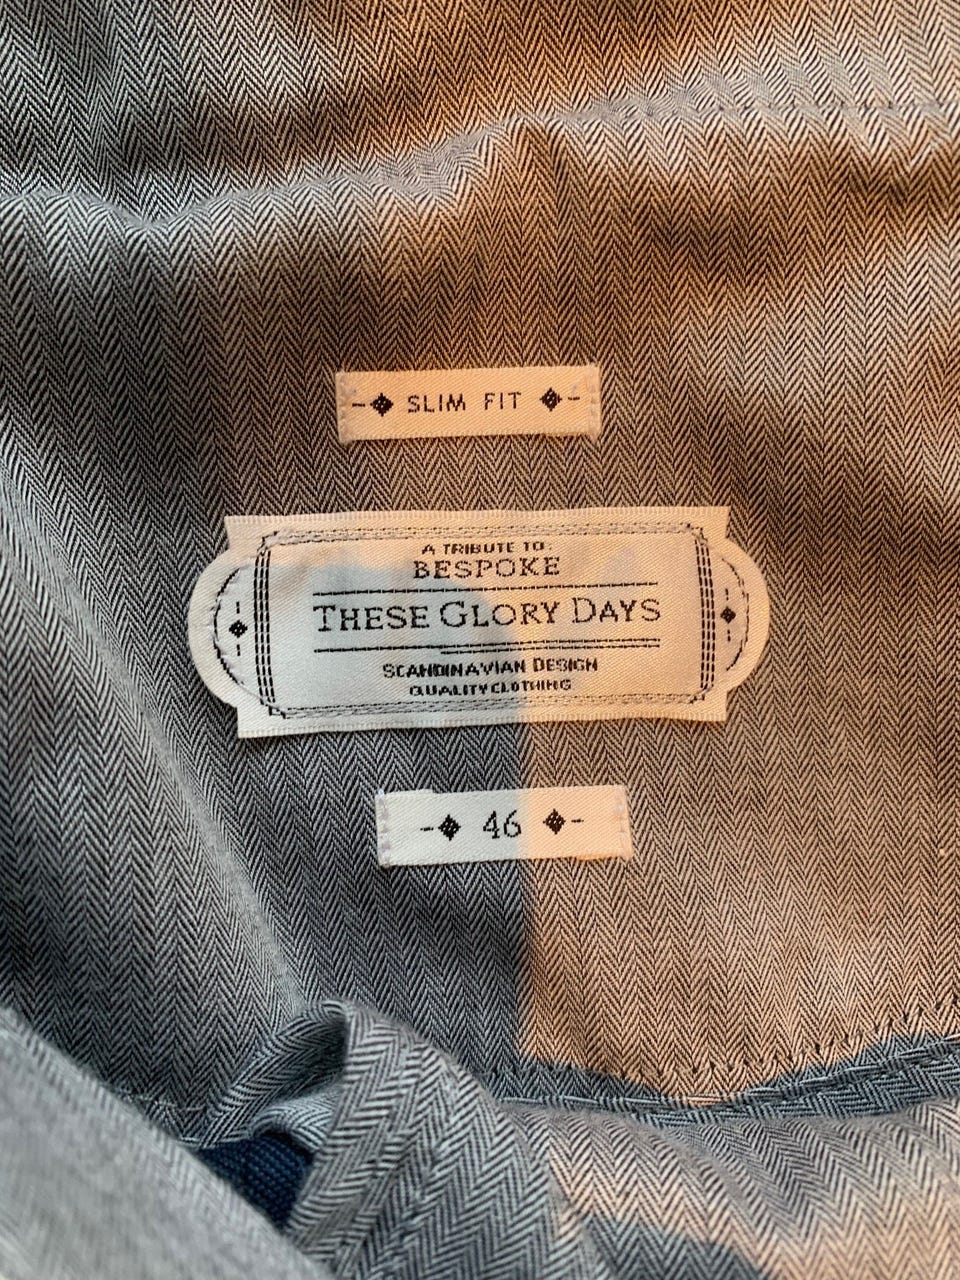 SLIM FIT
A TRIBUTE TO:
BESPOKE
THESE GLORY DAYS
SCANDINAVIAN DESIGN
QUALITY CLOTHING
46